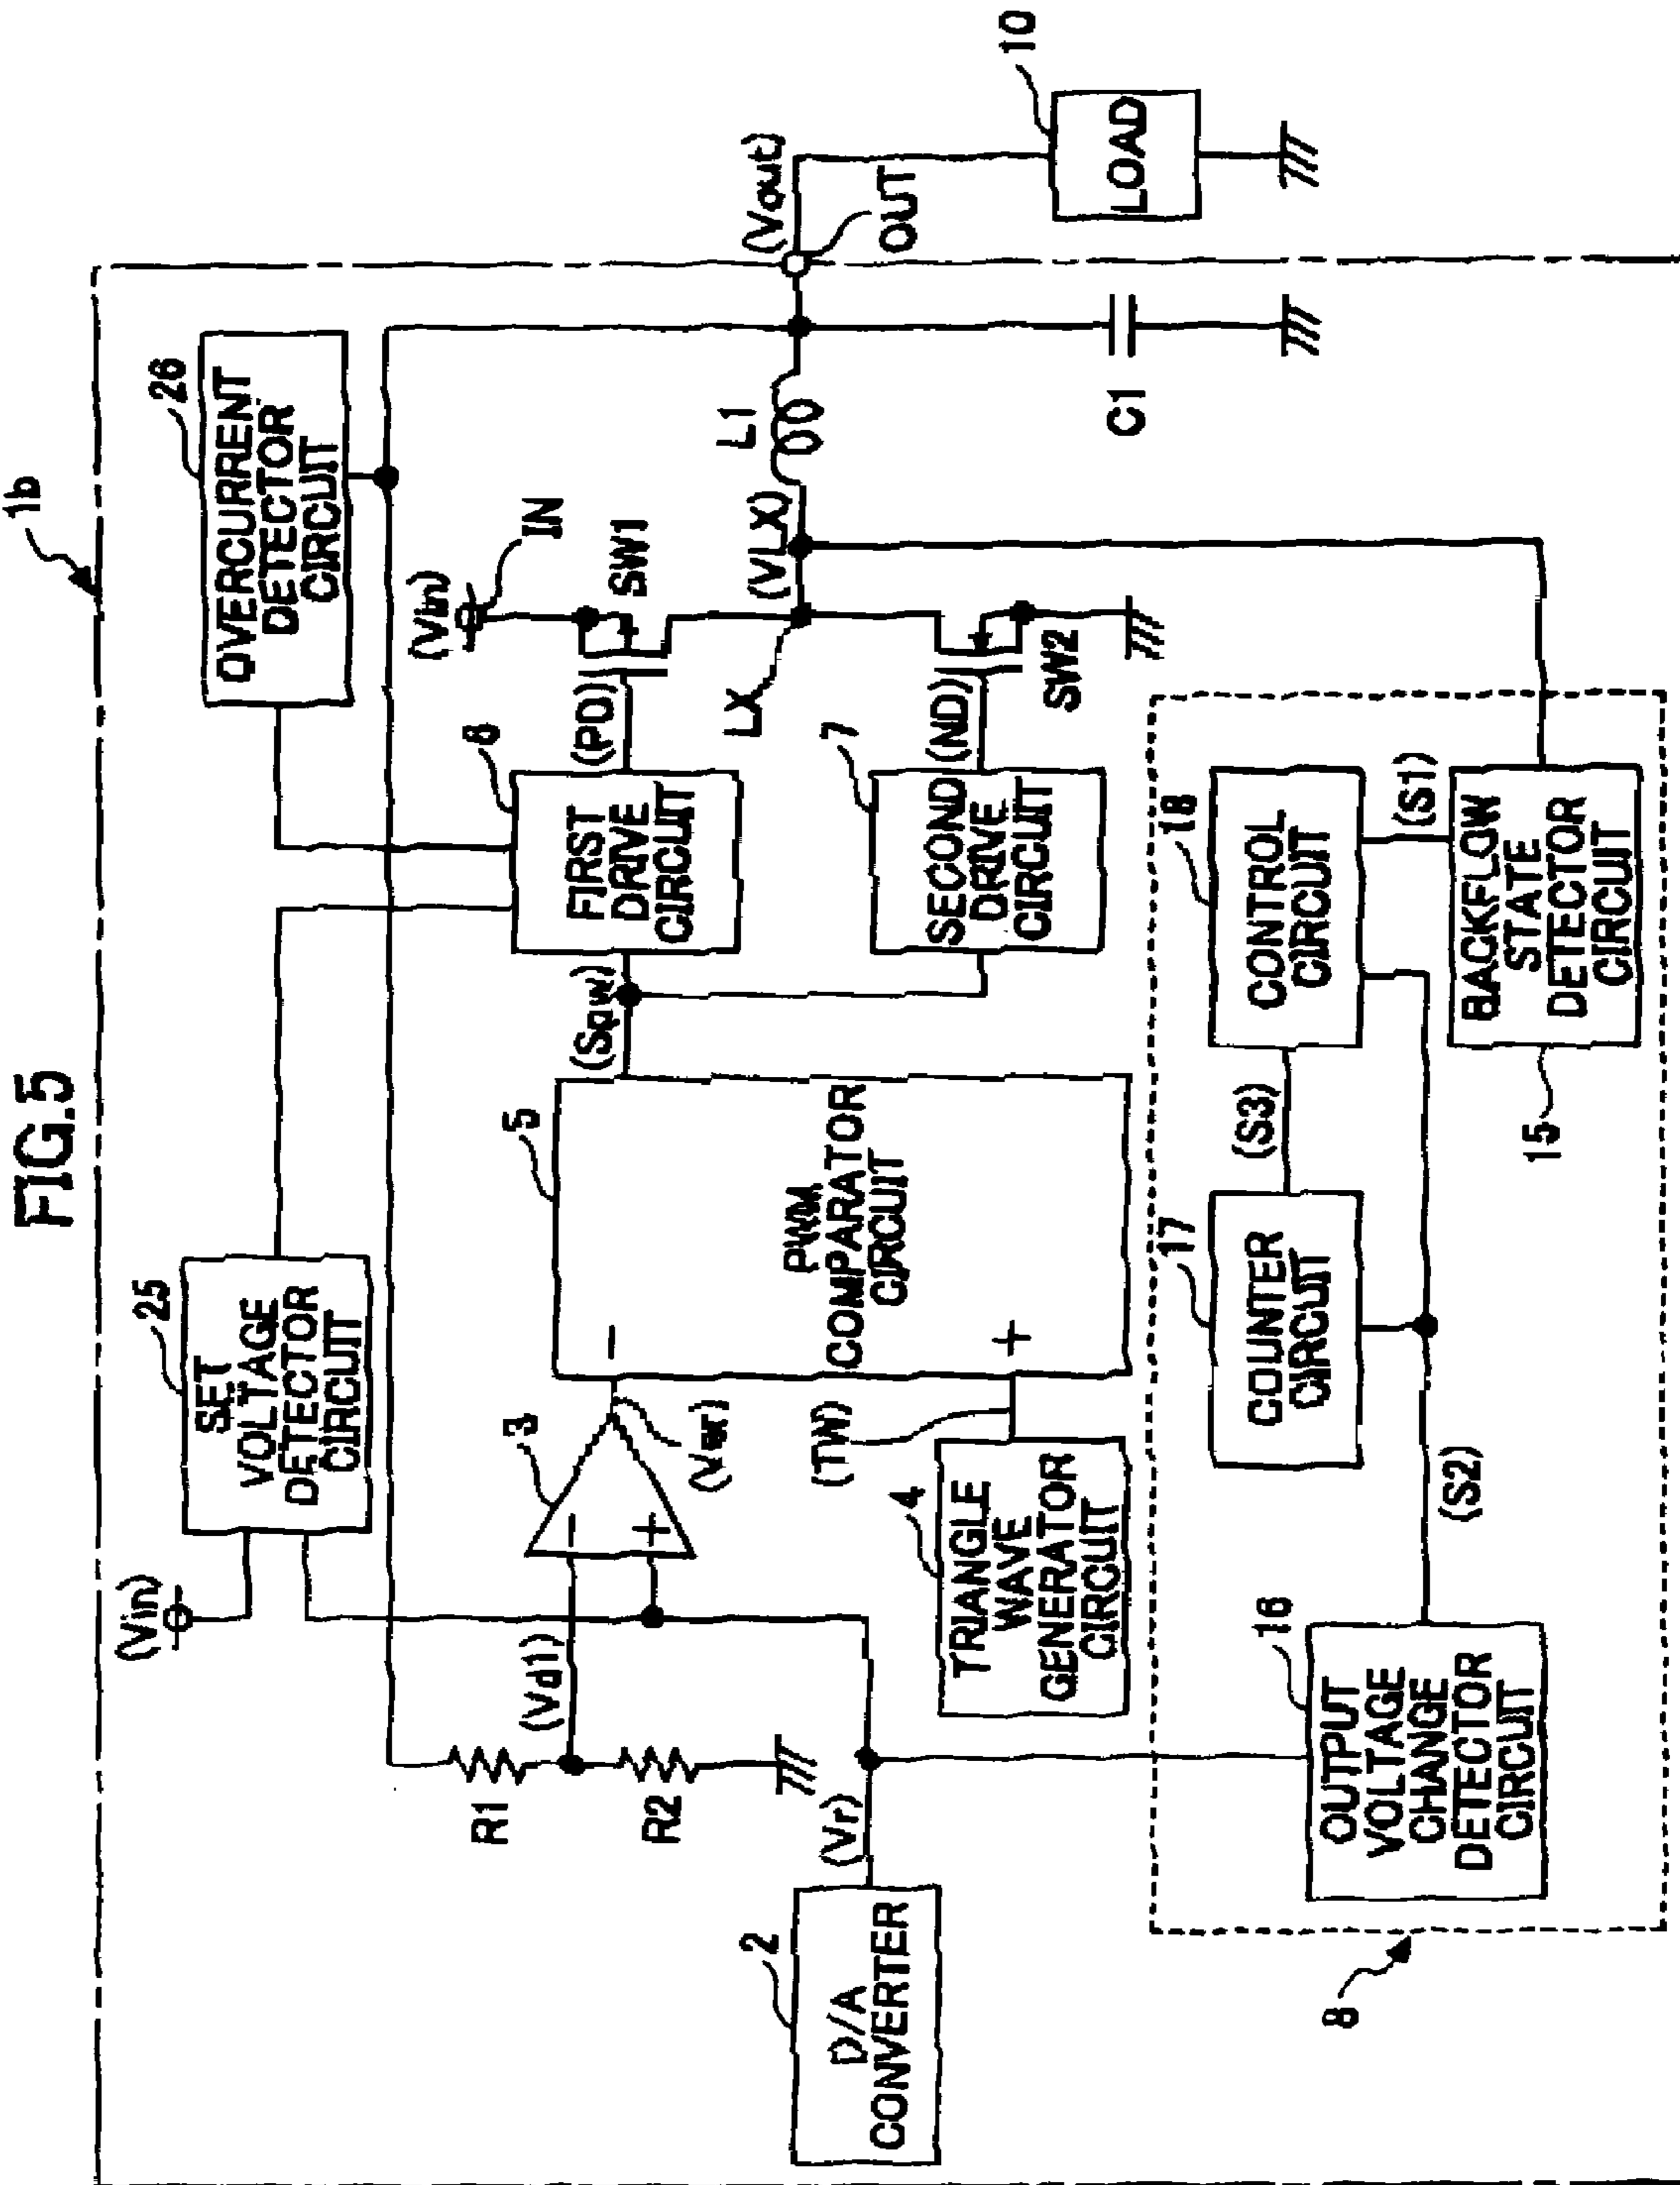 FIG.5
1b
(Vin)
25
SET
VOLTAGE
DETECTOR
CIRCUIT
26
OVERCURRENT
DETECTOR
CIRCUIT
(Vin)
IN
R1
(Vd1)
R2
3
5
PWM
COMPARATOR
CIRCUIT
−
+
−
+
(TW)
(Spw)
6
FIRST
DRIVE
CIRCUIT
(PD)
SW1
LX
(VLX)
L1
(Vout)
OUT
2
D/A
CONVERTER
(Vr)
4
TRIANGLE
WAVE
GENERATOR
CIRCUIT
7
SECOND
DRIVE
CIRCUIT
(ND)
SW2
C1
10
LOAD
8
16
OUTPUT
VOLTAGE
CHANGE
DETECTOR
CIRCUIT
(S2)
17
COUNTER
CIRCUIT
(S3)
18
CONTROL
CIRCUIT
(S1)
15
BACKFLOW
STATE
DETECTOR
CIRCUIT